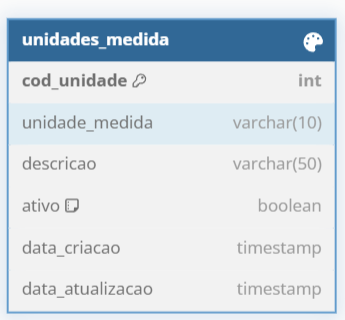 unidades_medida
cod_unidade int
unidade_medida varchar(10)
descricao varchar(50)
ativo boolean
data_criacao timestamp
data_atualizacao timestamp